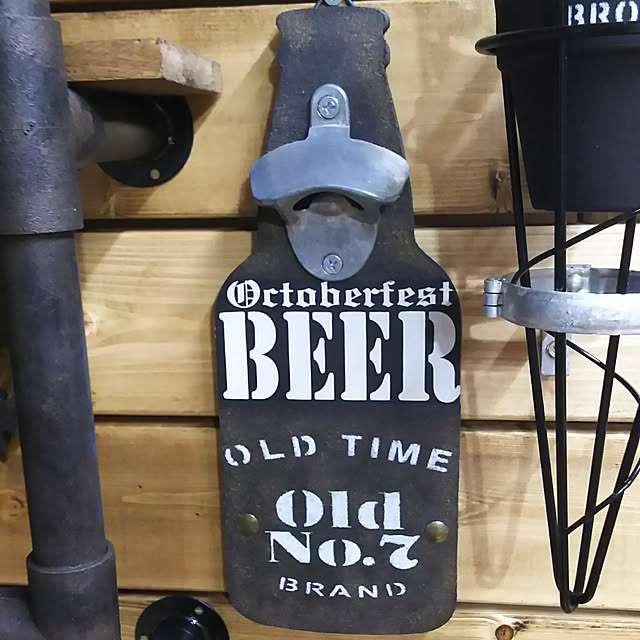 BRO
Octoberfest
BEER
OLD TIME
Old
No.7
BRAND